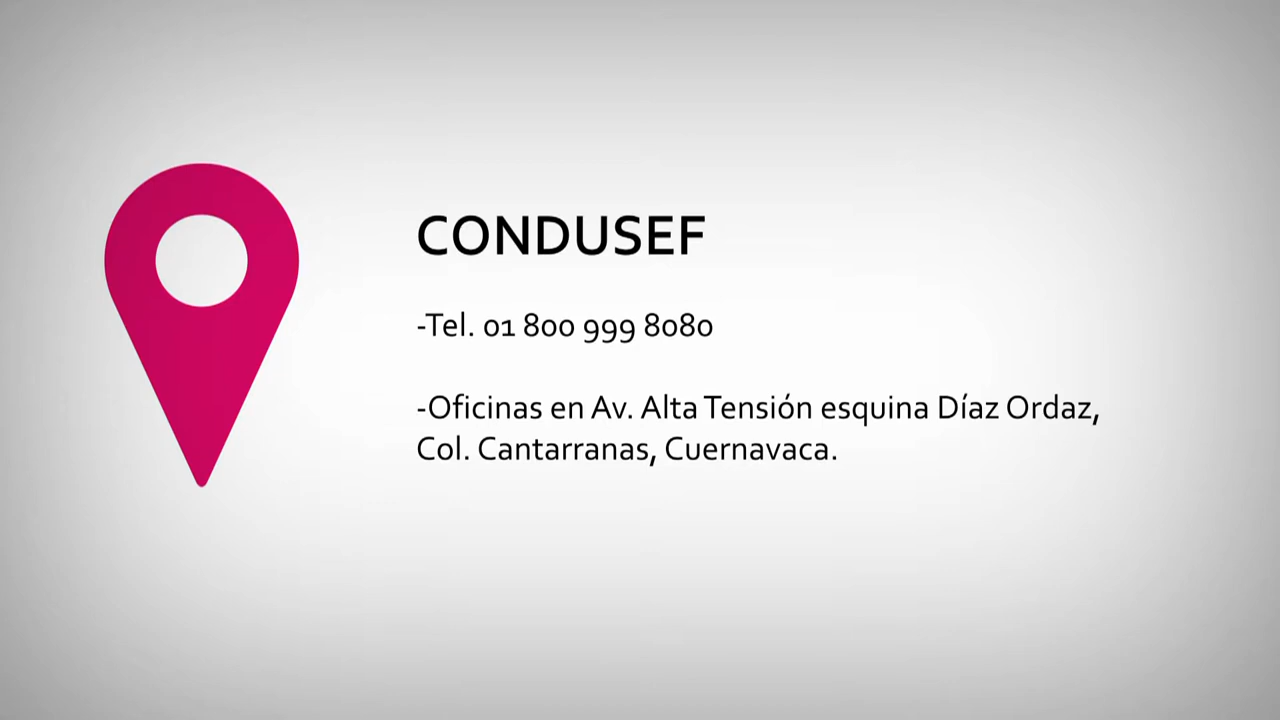 CONDUSEF
-Tel. 01 800 999 8080
-Oficinas en Av. Alta Tensión esquina Díaz Ordaz,
Col. Cantarranas, Cuernavaca.